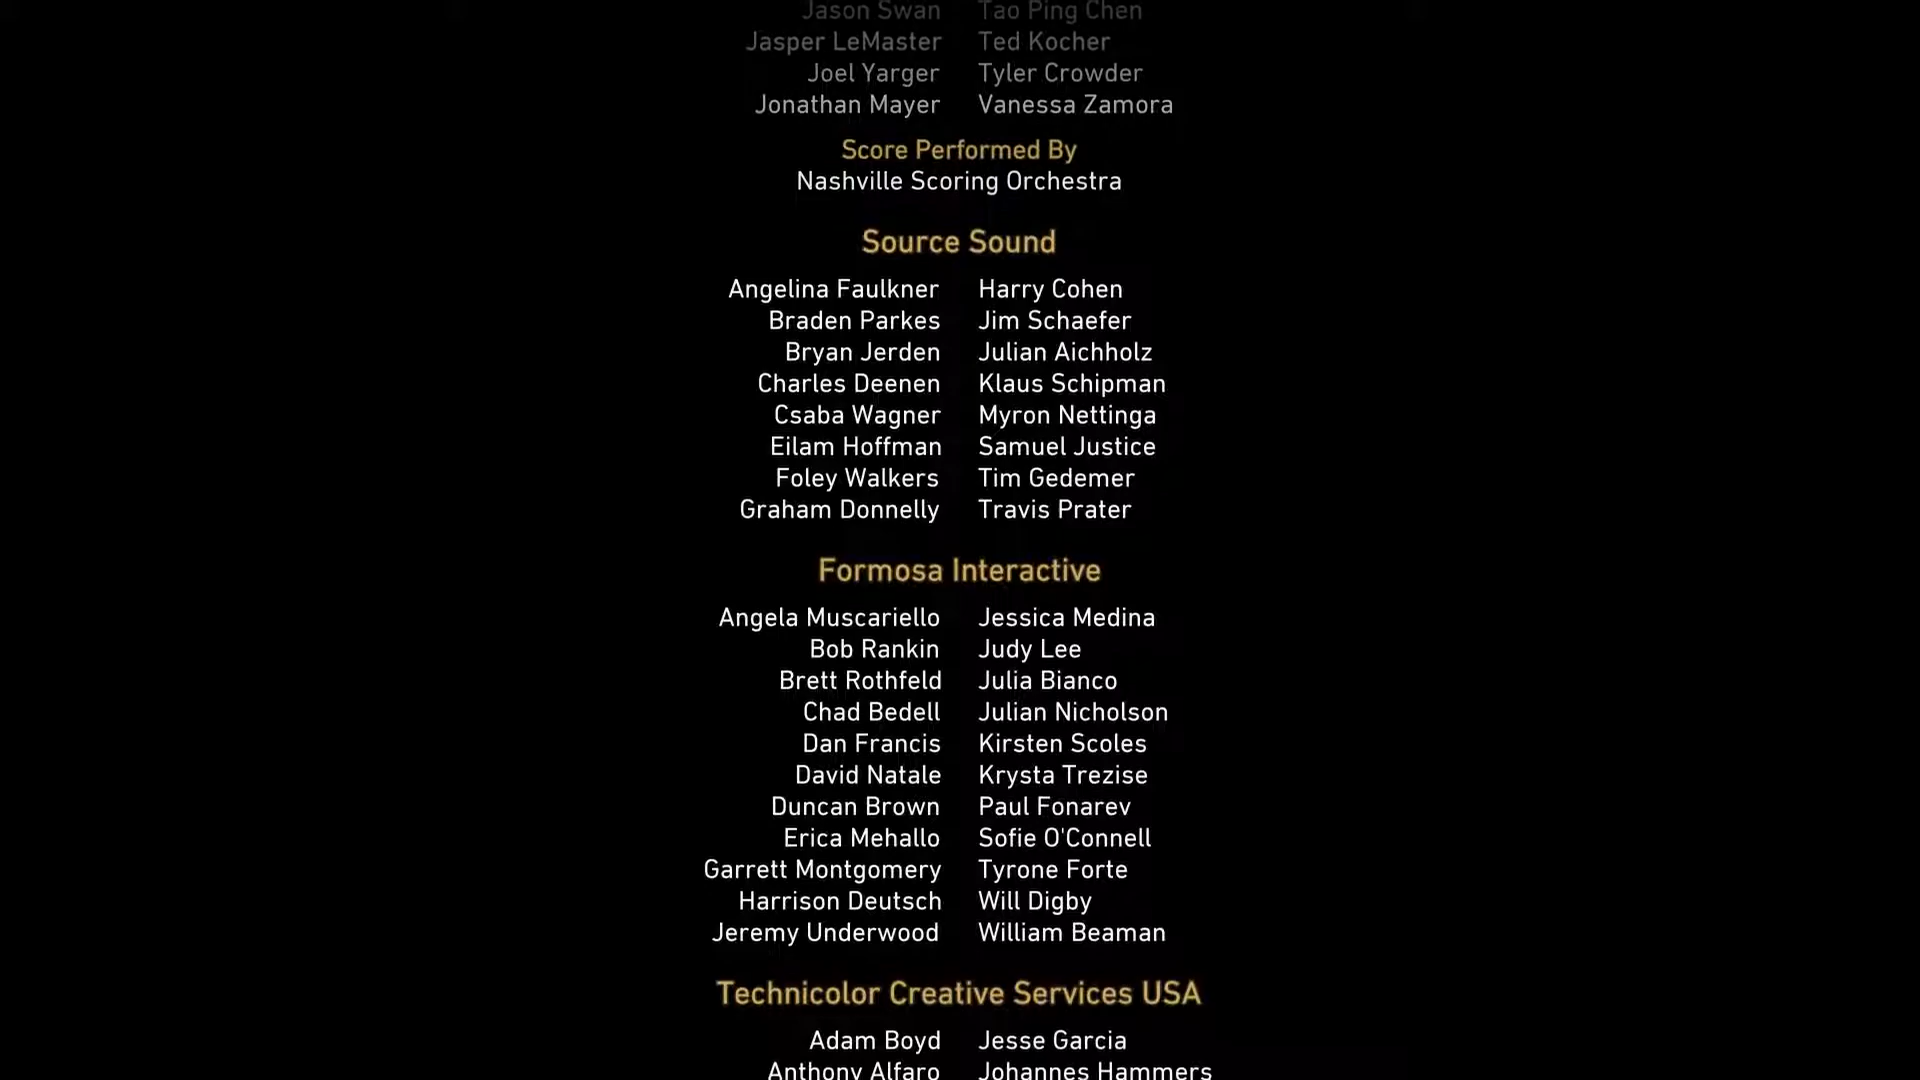 Jason Swan Tao Ping Chen
Jasper LeMaster Ted Kocher
Joel Yarger Tyler Crowder
Jonathan Mayer Vanessa Zamora
Score Performed By
Nashville Scoring Orchestra
Source Sound
Angelina Faulkner Harry Cohen
Braden Parkes Jim Schaefer
Bryan Jerden Julian Aichholz
Charles Deenen Klaus Schipman
Csaba Wagner Myron Nettinga
Eilam Hoffman Samuel Justice
Foley Walkers Tim Gedemer
Graham Donnelly Travis Prater
Formosa Interactive
Angela Muscariello Jessica Medina
Bob Rankin Judy Lee
Brett Rothfeld Julia Bianco
Chad Bedell Julian Nicholson
Dan Francis Kirsten Scoles
David Natale Krysta Trezise
Duncan Brown Paul Fonarev
Erica Mehallo Sofie O'Connell
Garrett Montgomery Tyrone Forte
Harrison Deutsch Will Digby
Jeremy Underwood William Beaman
Technicolor Creative Services USA
Adam Boyd Jesse Garcia
Anthony Alfaro Johannes Hammers